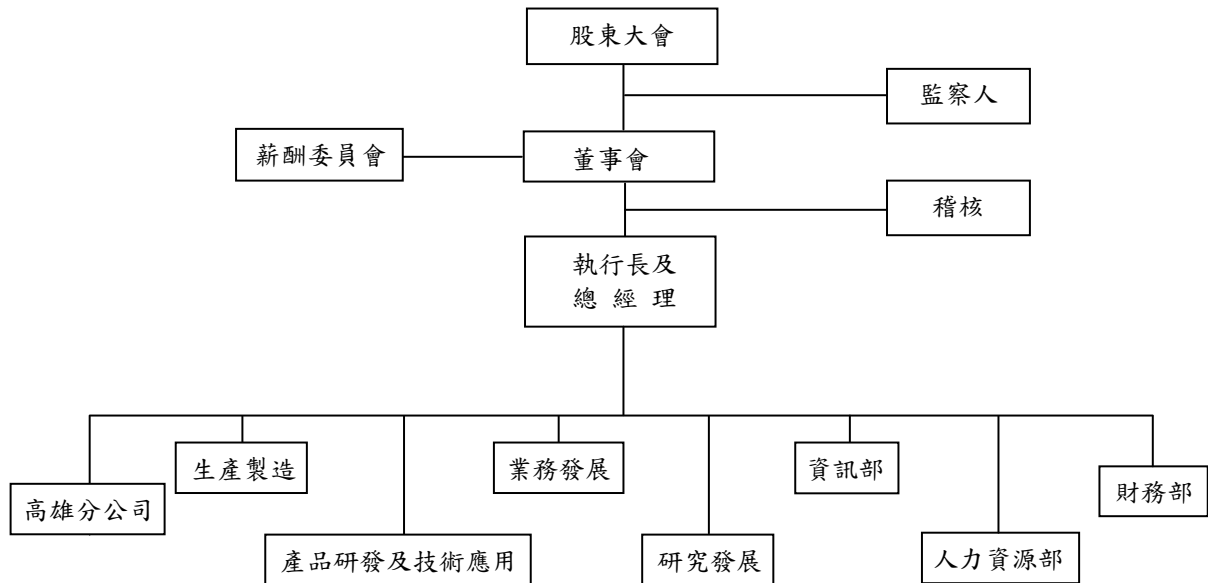 股東大會
監察人
薪酬委員會
董事會
稽核
執行長及
總經理
生產製造
業務發展
資訊部
財務部
高雄分公司
產品研發及技術應用
研究發展
人力資源部